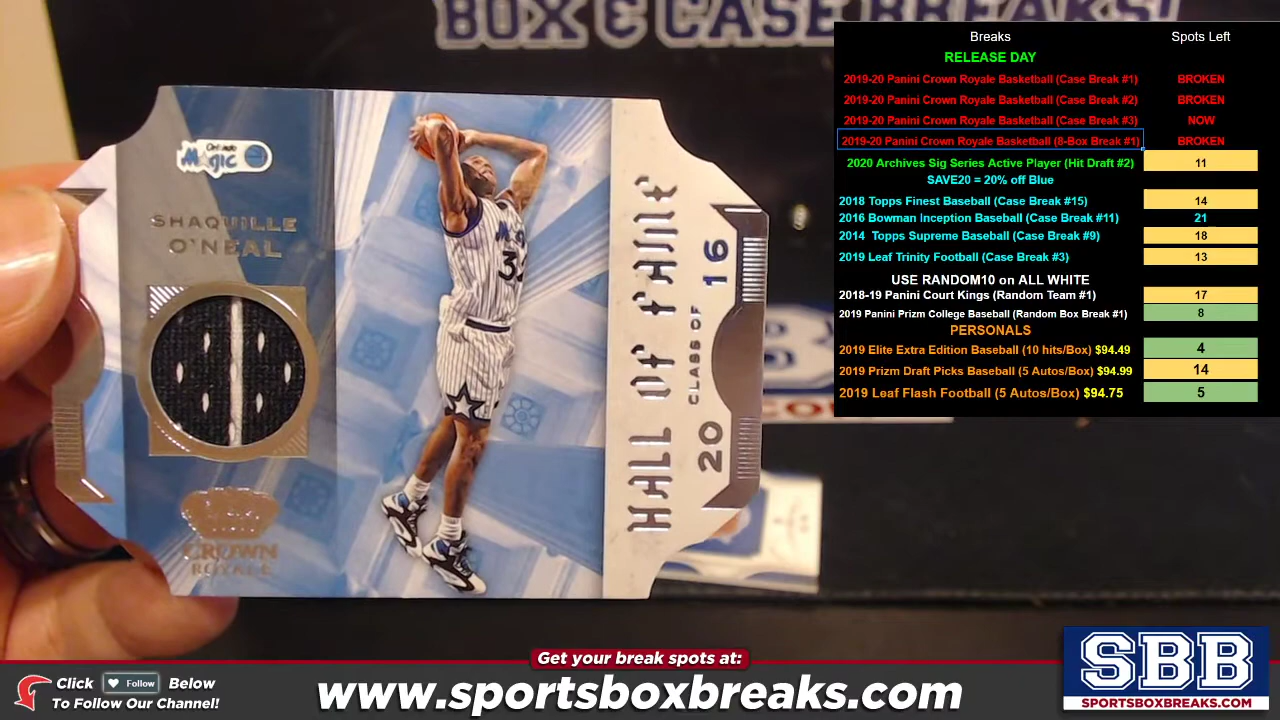 BOX & CASE BREAKS!
Orlando
Magic
SHAQUILLE
O'NEAL
CROWN
ROYALE
HALL OF FAME
CLASS OF
20 16
Breaks Spots Left
RELEASE DAY
2019-20 Panini Crown Royale Basketball (Case Break #1) BROKEN
2019-20 Panini Crown Royale Basketball (Case Break #2) BROKEN
2019-20 Panini Crown Royale Basketball (Case Break #3) NOW
2019-20 Panini Crown Royale Basketball (8-Box Break #1) BROKEN
2020 Archives Sig Series Active Player (Hit Draft #2) 11
SAVE20 = 20% off Blue
2018 Topps Finest Baseball (Case Break #15) 14
2016 Bowman Inception Baseball (Case Break #11) 21
2014 Topps Supreme Baseball (Case Break #9) 18
2019 Leaf Trinity Football (Case Break #3) 13
USE RANDOM10 on ALL WHITE
2018-19 Panini Court Kings (Random Team #1) 17
2019 Panini Prizm College Baseball (Random Box Break #1) 8
PERSONALS
2019 Elite Extra Edition Baseball (10 hits/Box) $94.49 4
2019 Prizm Draft Picks Baseball (5 Autos/Box) $94.99 14
2019 Leaf Flash Football (5 Autos/Box) $94.75 5
Get your break spots at:
Click Follow Below
To Follow Our Channel!
www.sportsboxbreaks.com
SBB
SPORTSBOXBREAKS.COM